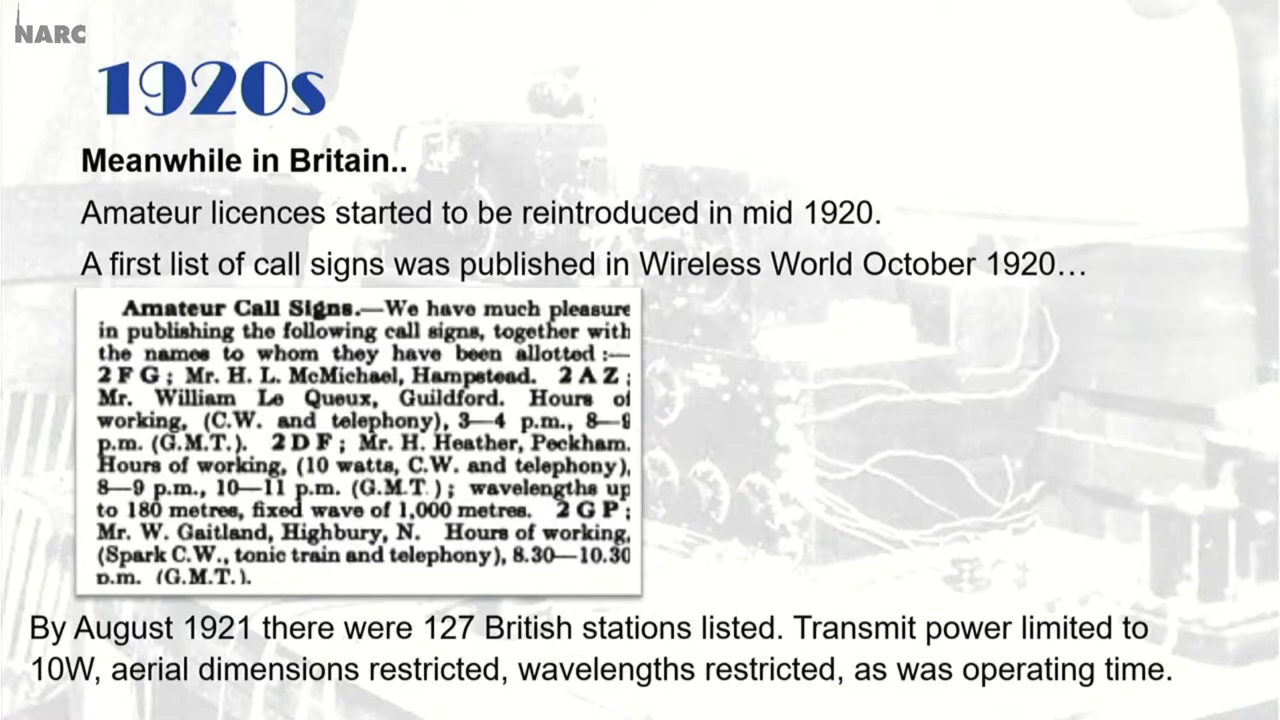 NARC
1920s
Meanwhile in Britain..
Amateur licences started to be reintroduced in mid 1920.
A first list of call signs was published in Wireless World October 1920…
Amateur Call Signs.—We have much pleasure
in publishing the following call signs, together with
the names to whom they have been allotted :—
2 F G ; Mr. H. L. McMichael, Hampstead. 2 A Z ;
Mr. William Le Queux, Guildford. Hours of
working, (C.W. and telephony), 3—4 p.m., 8—9
p.m. (G.M.T.). 2 D F ; Mr. H. Heather, Peckham.
Hours of working, (10 watts, C.W. and telephony),
8—9 p.m., 10—11 p.m. (G.M.T.) ; wavelengths up
to 180 metres, fixed wave of 1,000 metres. 2 G P ;
Mr. W. Gaitland, Highbury, N. Hours of working,
(Spark C.W., tonic train and telephony), 8.30—10.30
p.m. (G.M.T.).
By August 1921 there were 127 British stations listed. Transmit power limited to
10W, aerial dimensions restricted, wavelengths restricted, as was operating time.